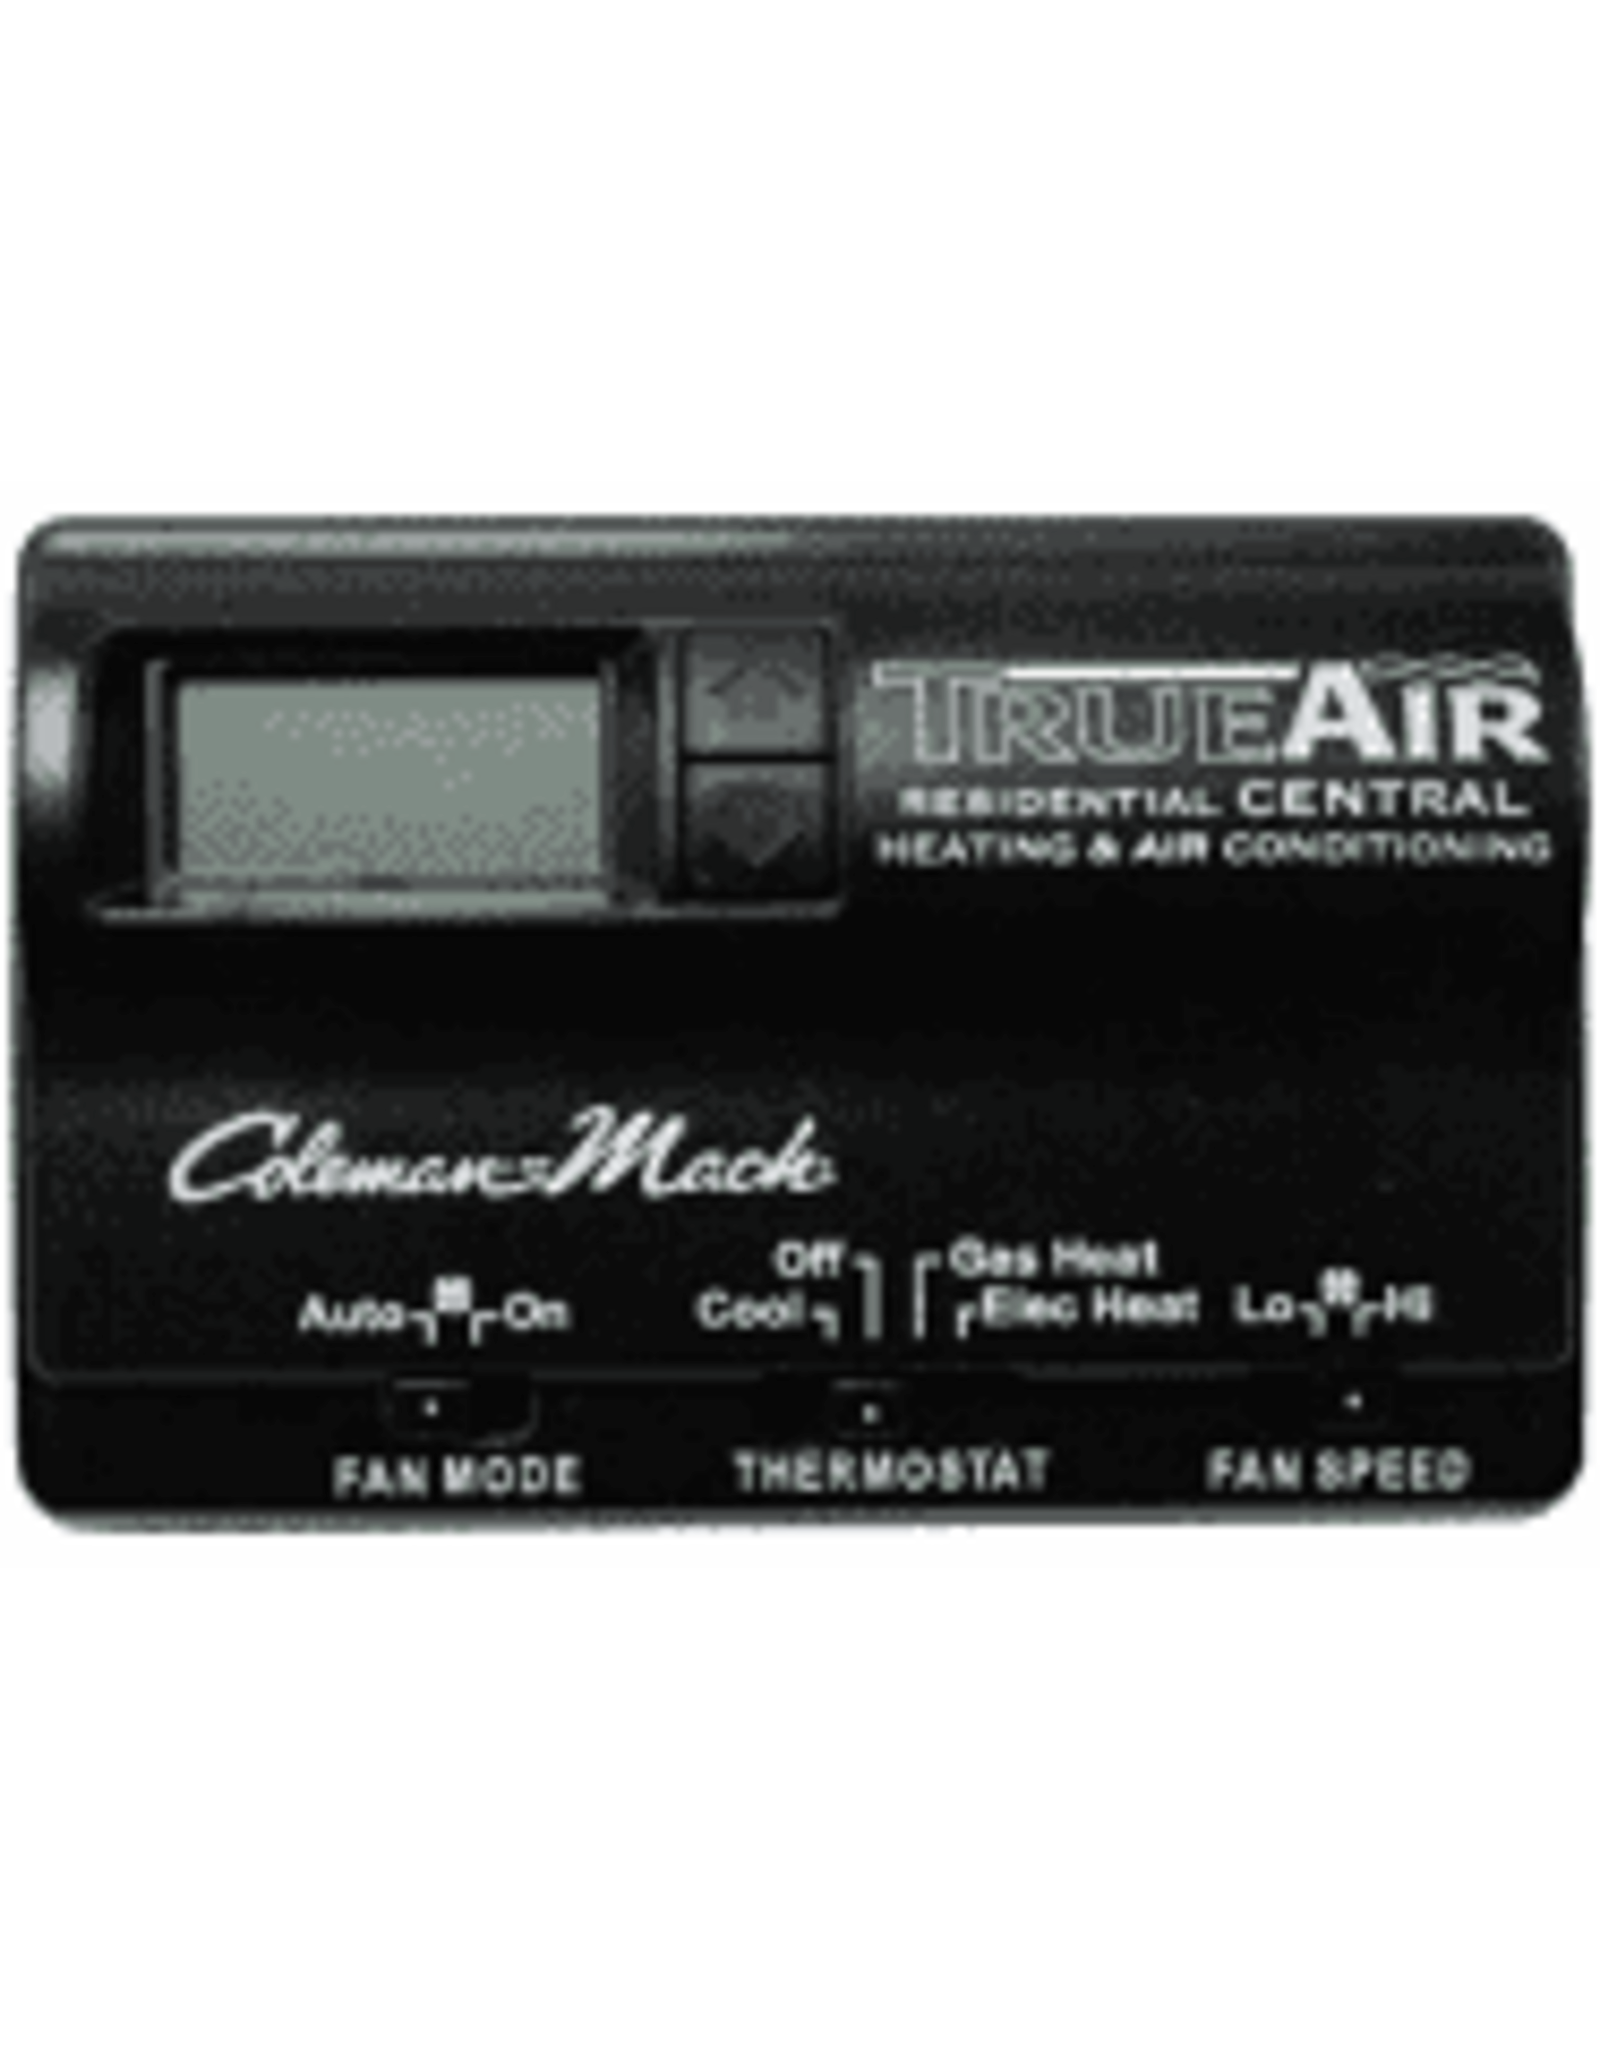 TRUEAIR
RESIDENTIAL CENTRAL
HEATING & AIR CONDITIONING
Coleman-Mach
Off Gas Heat
Auto On Cool Elec Heat Lo Hi
FAN MODE THERMOSTAT FAN SPEED